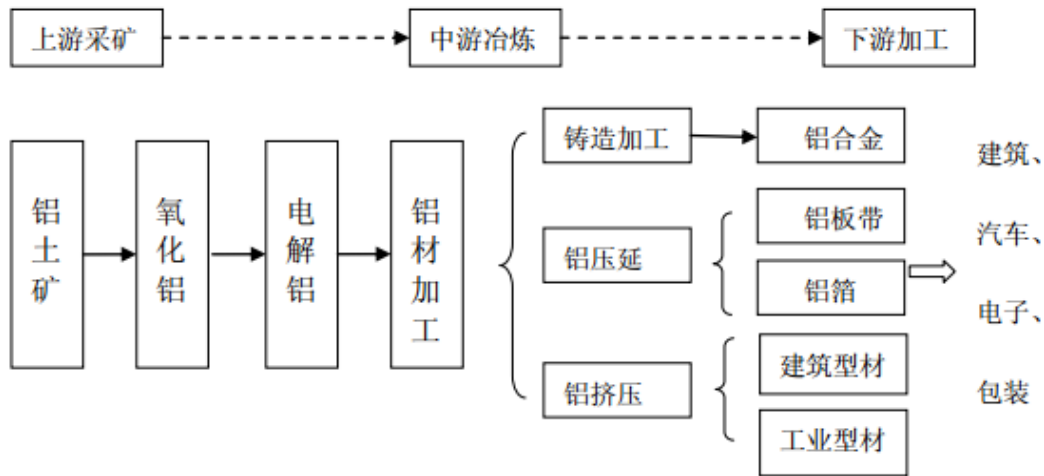 上游采矿
中游冶炼
下游加工
铝土矿
氧化铝
电解铝
铝材加工
铸造加工
铝合金
铝压延
铝板带
铝箔
铝挤压
建筑型材
工业型材
建筑、
汽车、
电子、
包装